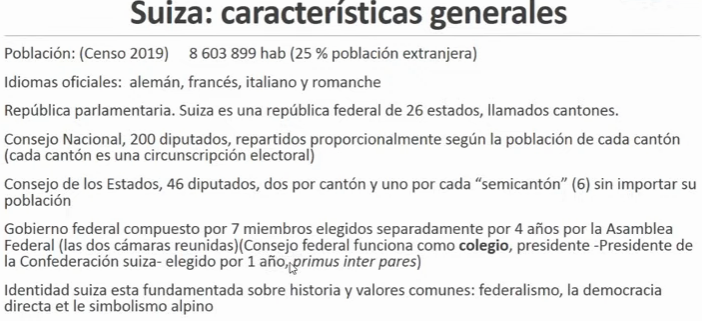 Suiza: características generales
Población: (Censo 2019) 8 603 899 hab (25 % población extranjera)
Idiomas oficiales: alemán, francés, italiano y romanche
República parlamentaria. Suiza es una república federal de 26 estados, llamados cantones.
Consejo Nacional, 200 diputados, repartidos proporcionalmente según la población de cada cantón
(cada cantón es una circunscripción electoral)
Consejo de los Estados, 46 diputados, dos por cantón y uno por cada “semicantón” (6) sin importar su
población
Gobierno federal compuesto por 7 miembros elegidos separadamente por 4 años por la Asamblea
Federal (las dos cámaras reunidas)(Consejo federal funciona como colegio, presidente -Presidente de
la Confederación suiza- elegido por 1 año, primus inter pares)
Identidad suiza esta fundamentada sobre historia y valores comunes: federalismo, la democracia
directa et le simbolismo alpino